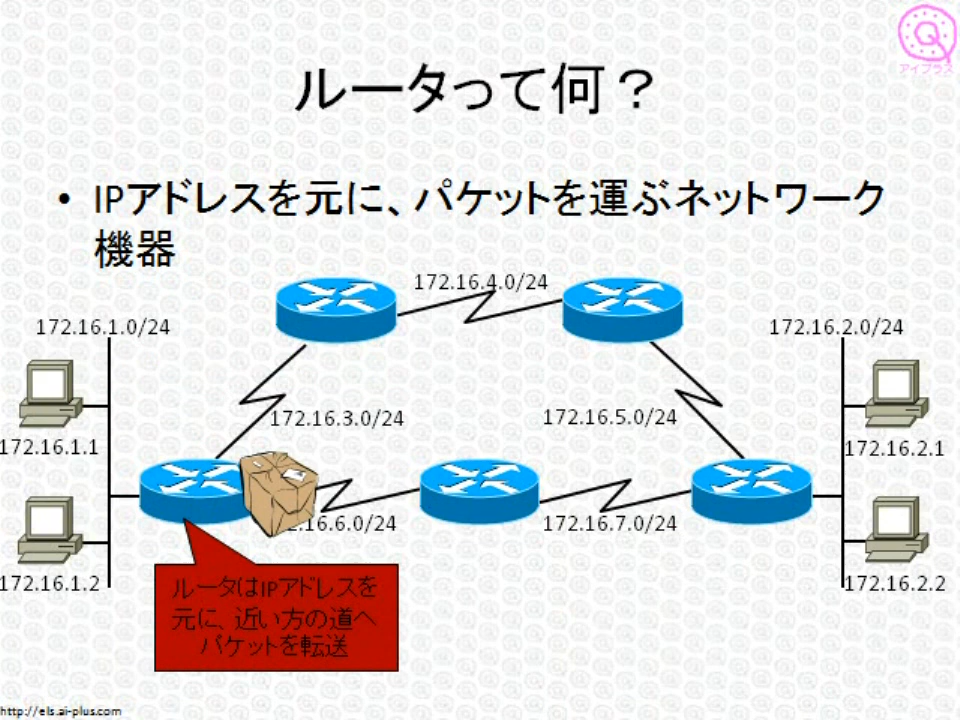 アイプラス
ルータって何？
• IPアドレスを元に、パケットを運ぶネットワーク
機器
172.16.4.0/24
172.16.1.0/24
172.16.2.0/24
172.16.3.0/24
172.16.5.0/24
172.16.1.1
172.16.2.1
.16.6.0/24
172.16.7.0/24
172.16.1.2
172.16.2.2
ルータはIPアドレスを
元に、近い方の道へ
パケットを転送
http://els.ai-plus.com